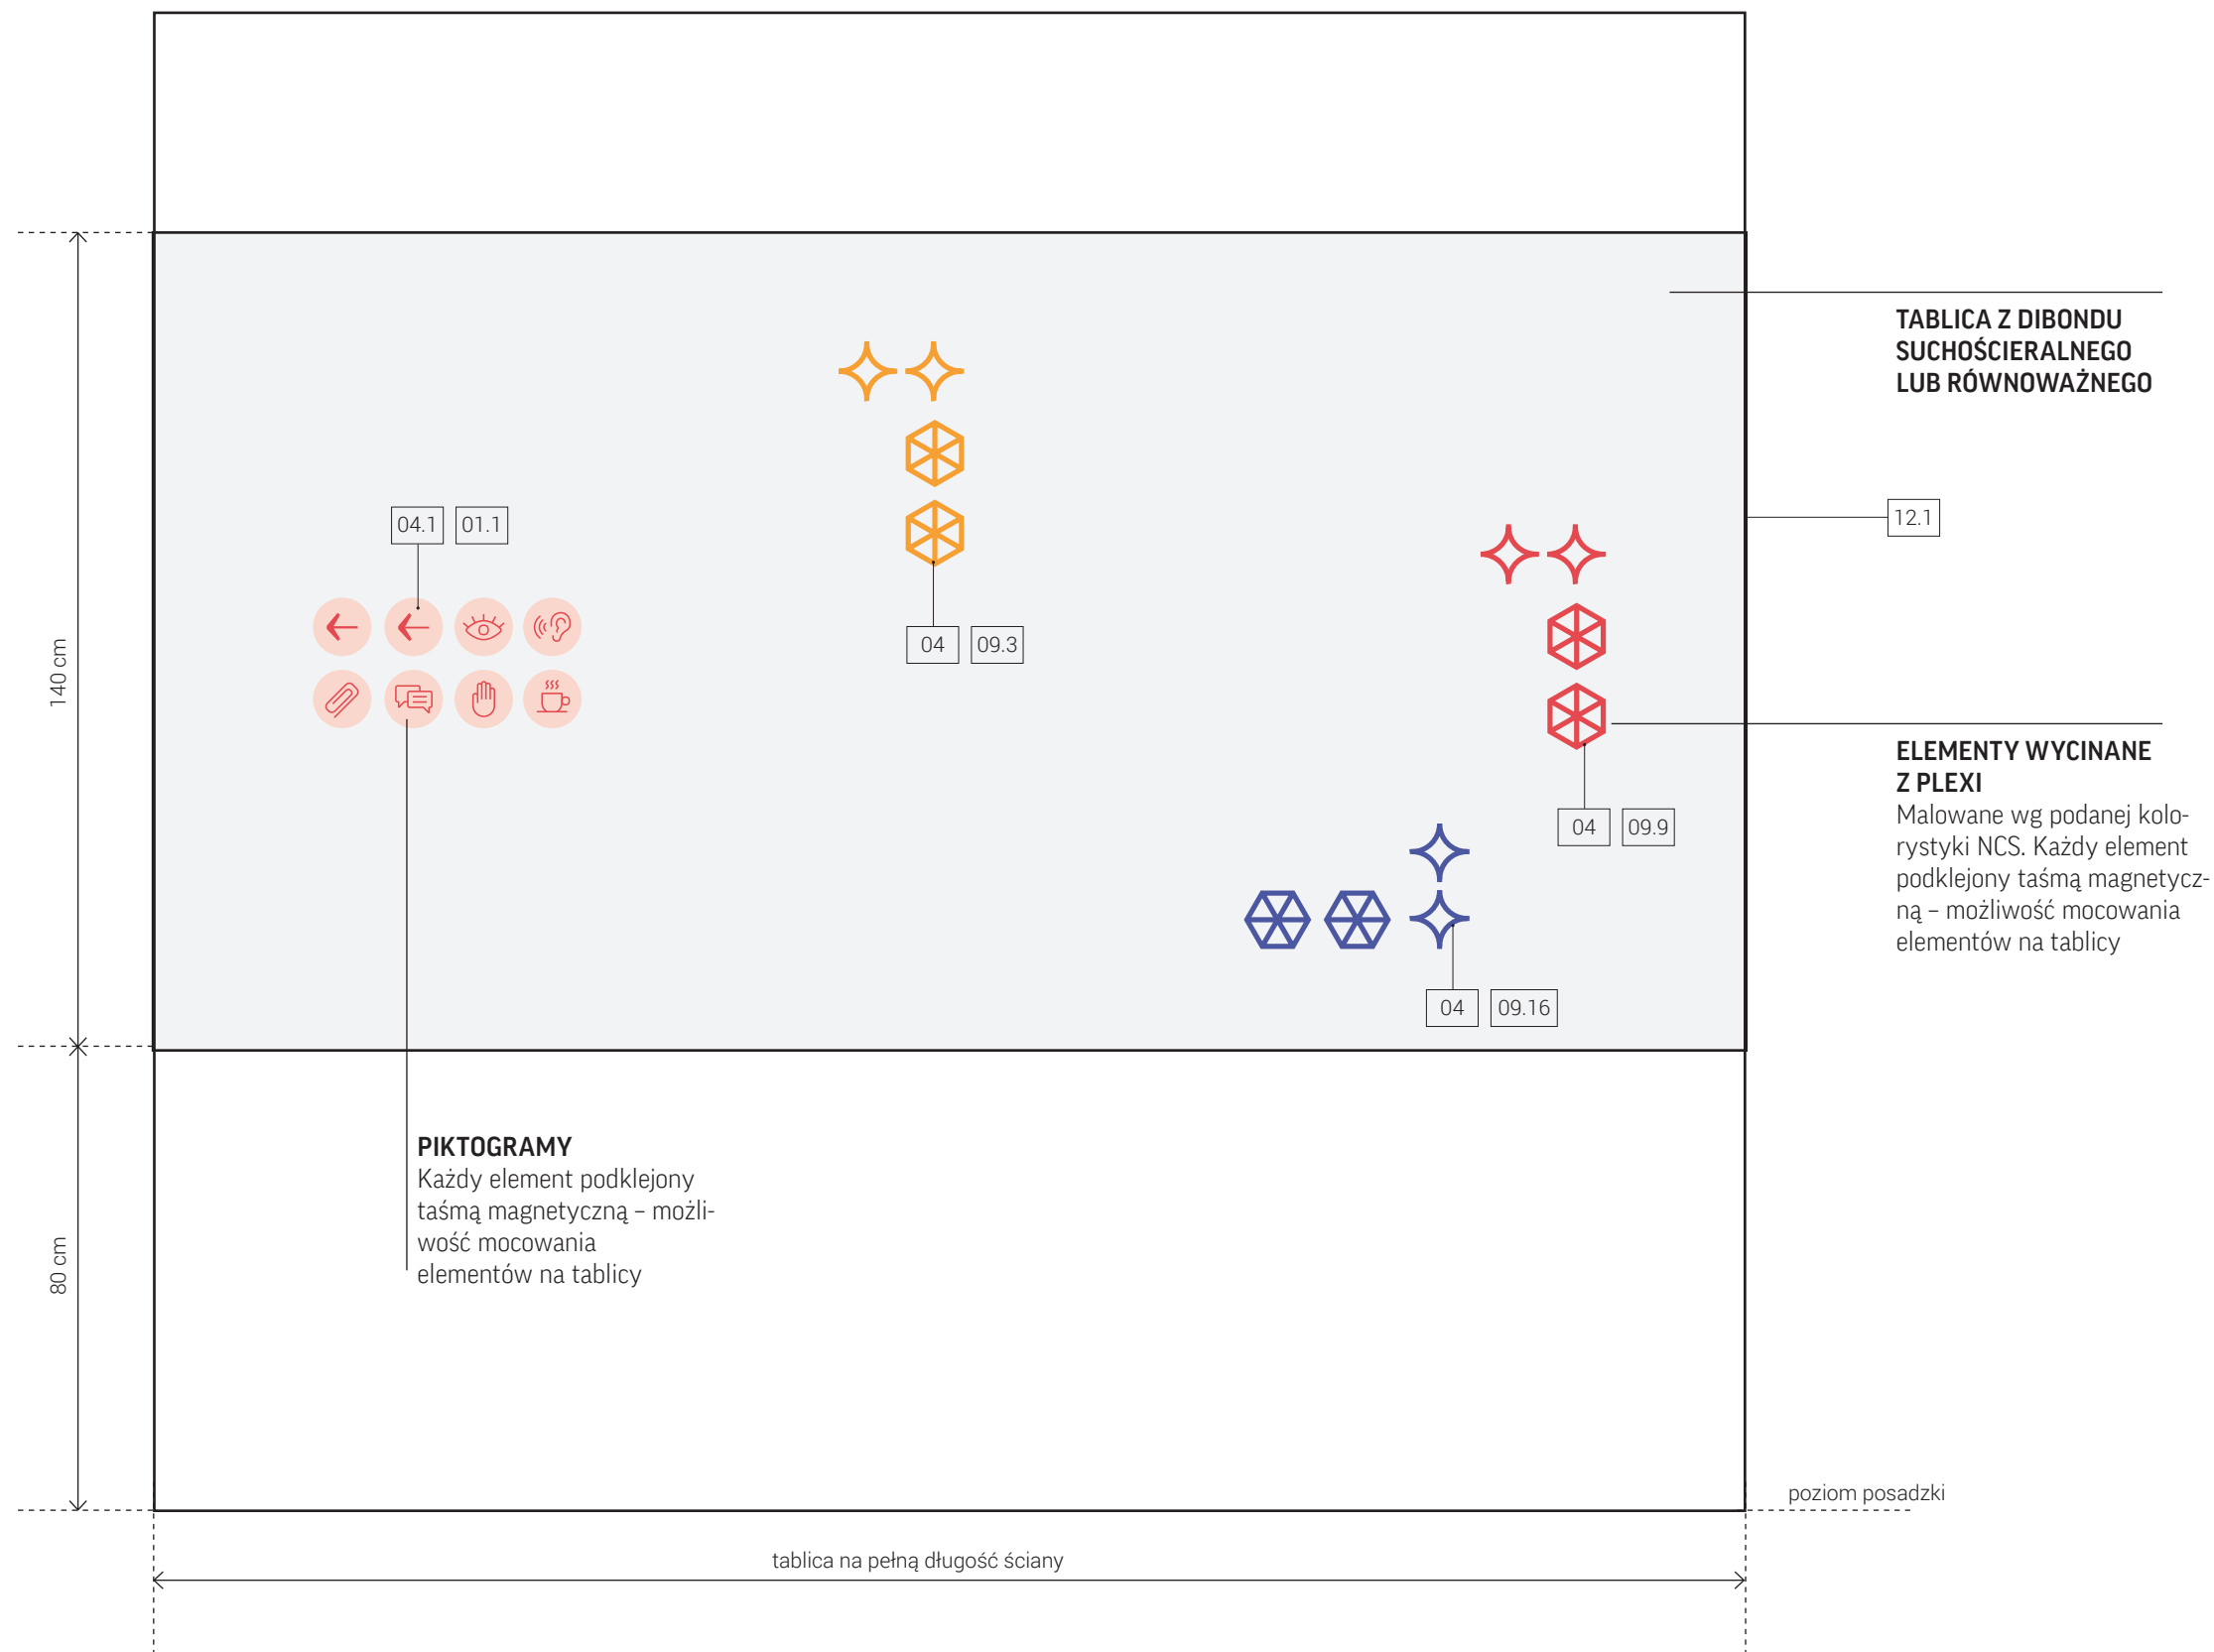 TABLICA Z DIBONDU
SUCHOŚCIERALNEGO
LUB RÓWNOWAŻNEGO
04.1 01.1
12.1
04 09.3
140 cm
ELEMENTY WYCINANE
Z PLEXI
Malowane wg podanej kolo-
rystyki NCS. Każdy element
podklejony taśmą magnetycz-
ną – możliwość mocowania
elementów na tablicy
04 09.9
04 09.16
PIKTOGRAMY
Każdy element podklejony
taśmą magnetyczną – możli-
wość mocowania
elementów na tablicy
80 cm
poziom posadzki
tablica na pełną długość ściany